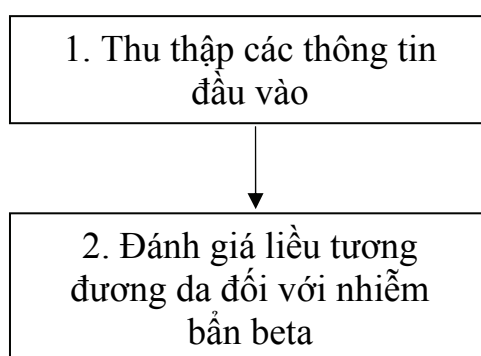 1. Thu thập các thông tin
đầu vào
2. Đánh giá liều tương
đương da đối với nhiễm
bẩn beta